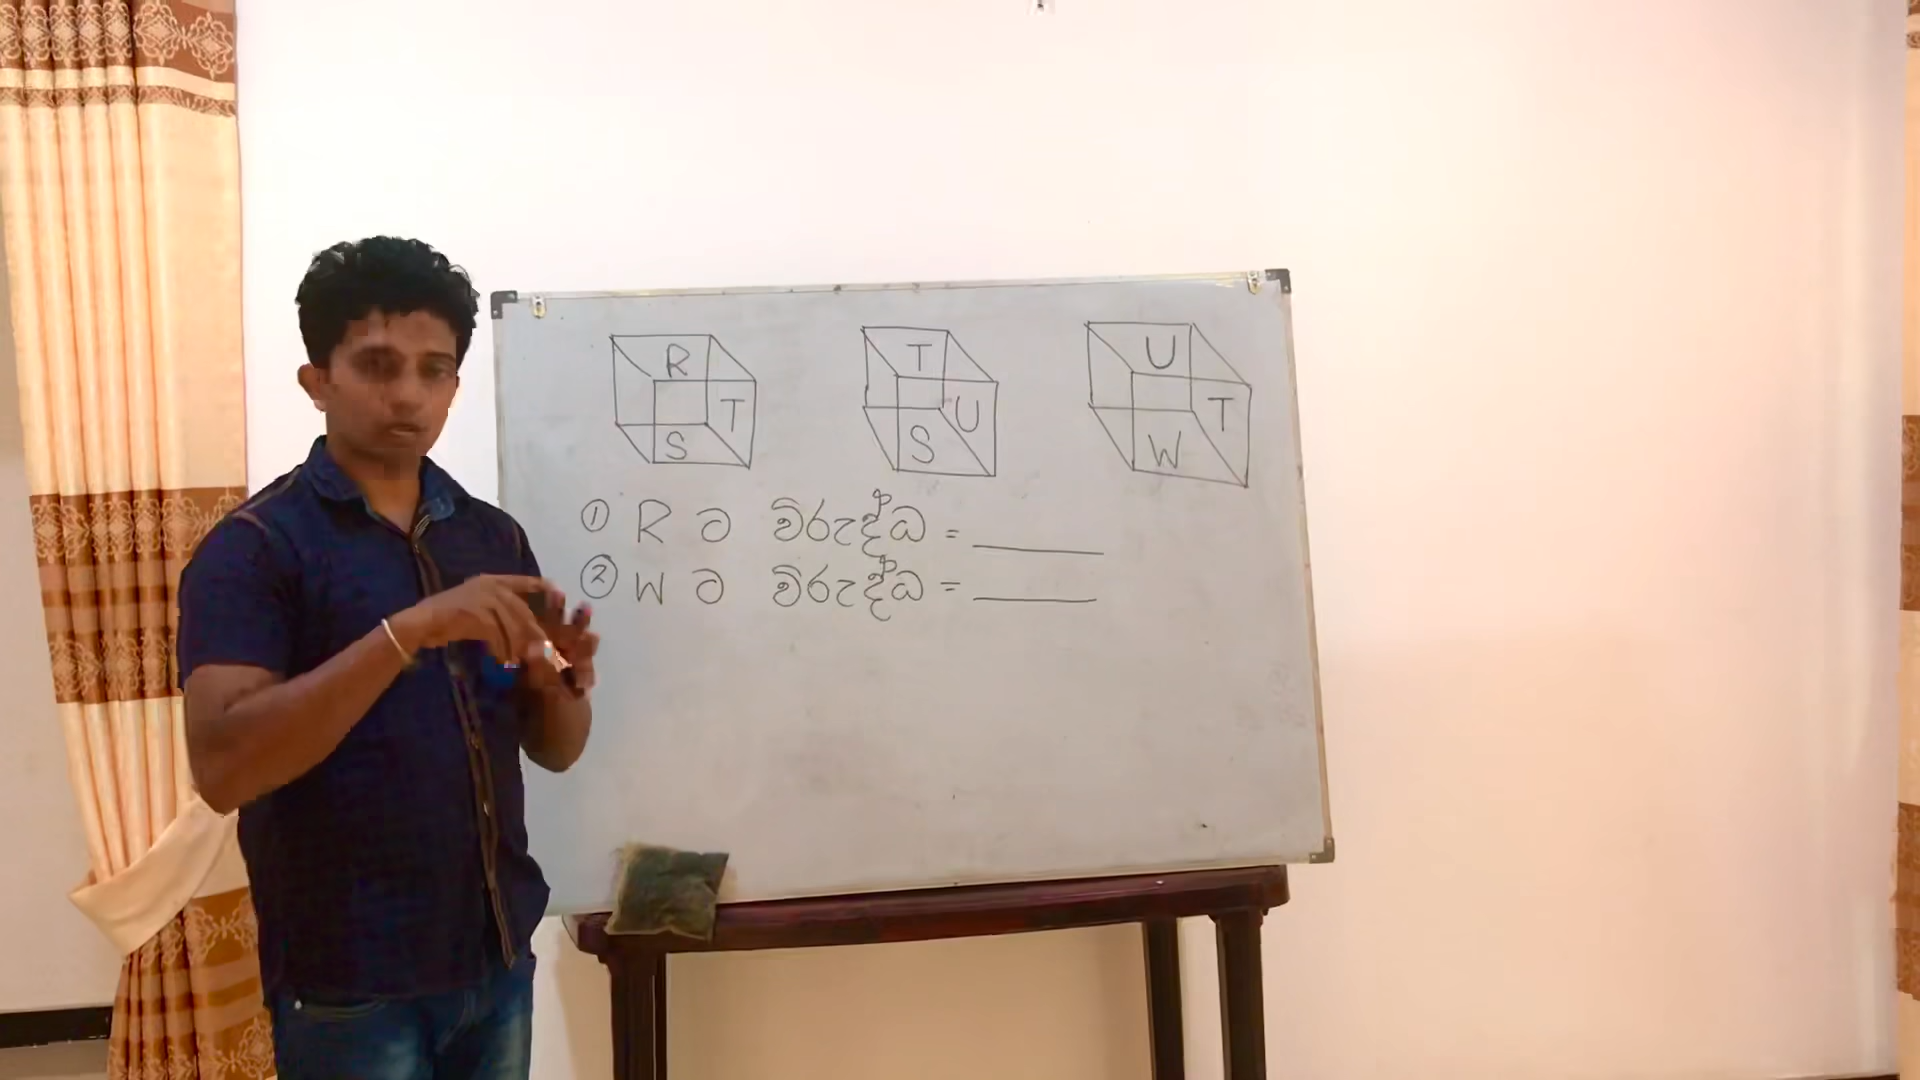 R T S
T U S
U T W
① R ට විරුද්ධ = ______
② W ට විරුද්ධ = ______